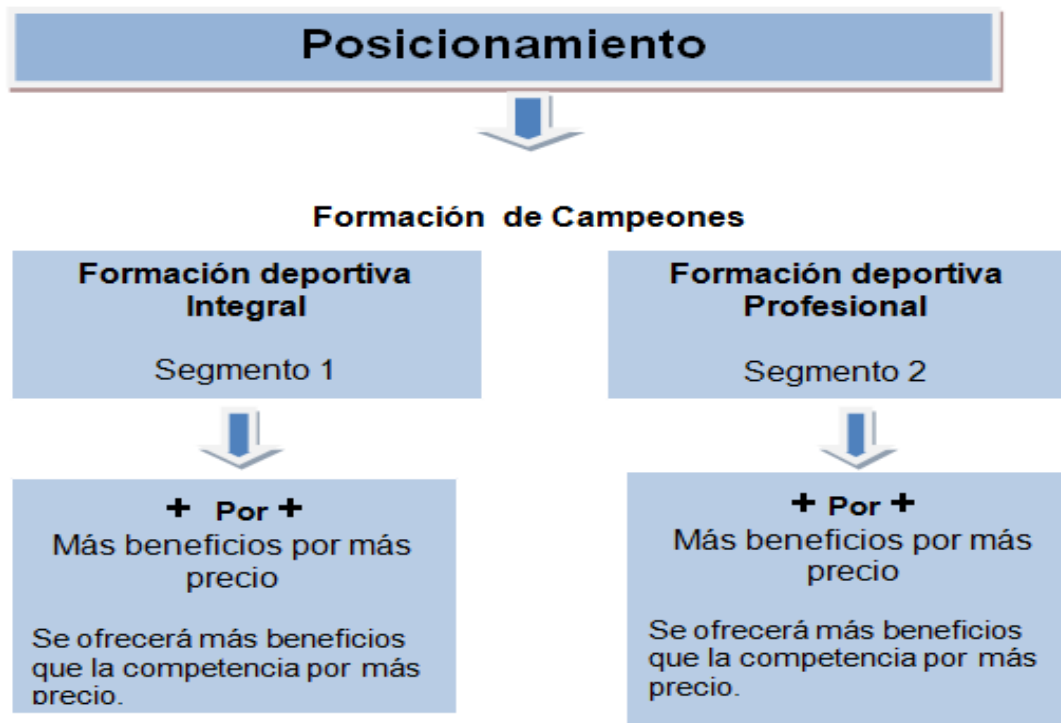 Posicionamiento
Formación de Campeones
Formación deportiva
Integral
Segmento 1
Formación deportiva
Profesional
Segmento 2
+ Por +
Más beneficios por más
precio
Se ofrecerá más beneficios
que la competencia por más
precio.
+ Por +
Más beneficios por más
precio
Se ofrecerá más beneficios
que la competencia por más
precio.